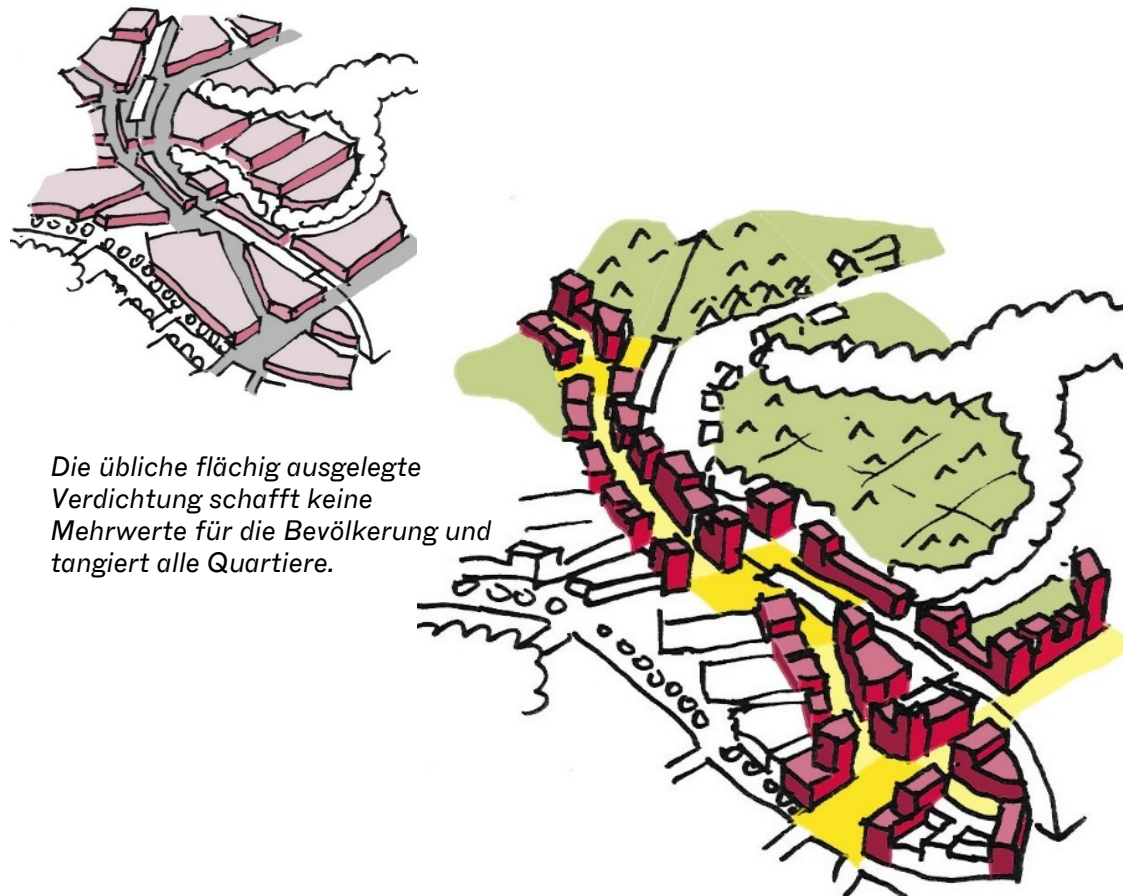 Die übliche flächig ausgelegte
Verdichtung schafft keine
Mehrwerte für die Bevölkerung und
tangiert alle Quartiere.